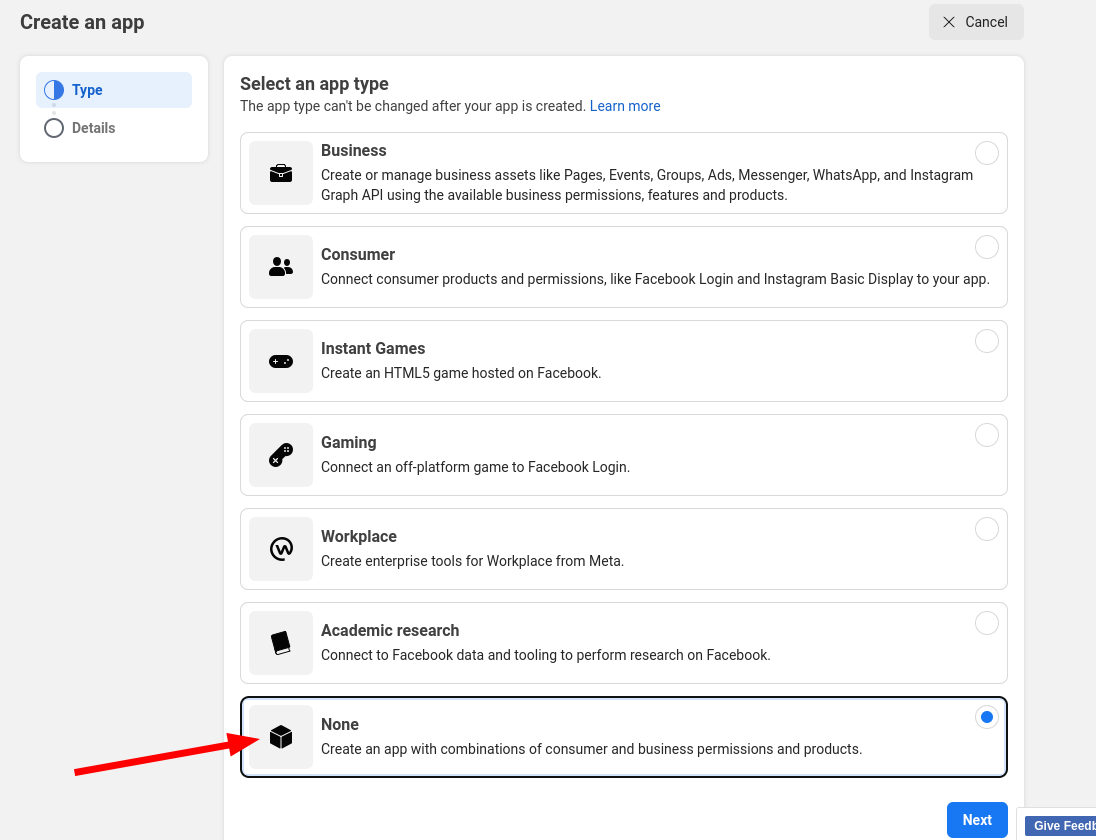 Create an app
Cancel
Type
Details
Select an app type
The app type can't be changed after your app is created. Learn more
Business
Create or manage business assets like Pages, Events, Groups, Ads, Messenger, WhatsApp, and Instagram
Graph API using the available business permissions, features and products.
Consumer
Connect consumer products and permissions, like Facebook Login and Instagram Basic Display to your app.
Instant Games
Create an HTML5 game hosted on Facebook.
Gaming
Connect an off-platform game to Facebook Login.
Workplace
Create enterprise tools for Workplace from Meta.
Academic research
Connect to Facebook data and tooling to perform research on Facebook.
None
Create an app with combinations of consumer and business permissions and products.
Next
Give Feedb